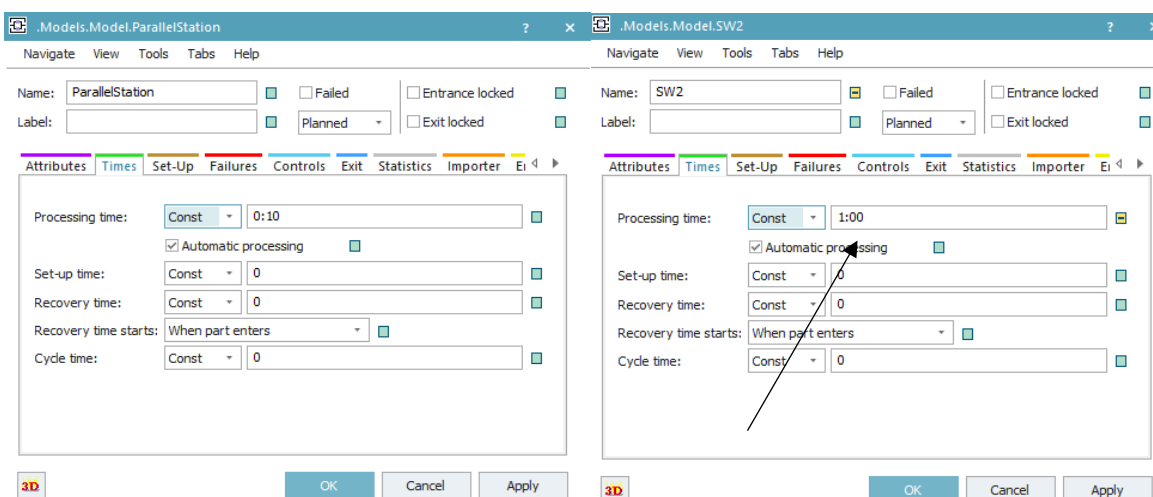 .Models.Model.ParallelStation ? ×
Navigate View Tools Tabs Help
Name: ParallelStation Failed Entrance locked
Label: Planned Exit locked
Attributes Times Set-Up Failures Controls Exit Statistics Importer
Processing time: Const 0:10
Automatic processing
Set-up time: Const 0
Recovery time: Const 0
Recovery time starts: When part enters
Cycle time: Const 0
3D OK Cancel Apply
.Models.Model.SW2 ?
Navigate View Tools Tabs Help
Name: SW2 Failed Entrance locked
Label: Planned Exit locked
Attributes Times Set-Up Failures Controls Exit Statistics Importer
Processing time: Const 1:00
Automatic processing
Set-up time: Const 0
Recovery time: Const 0
Recovery time starts: When part enters
Cycle time: Const 0
3D OK Cancel Apply